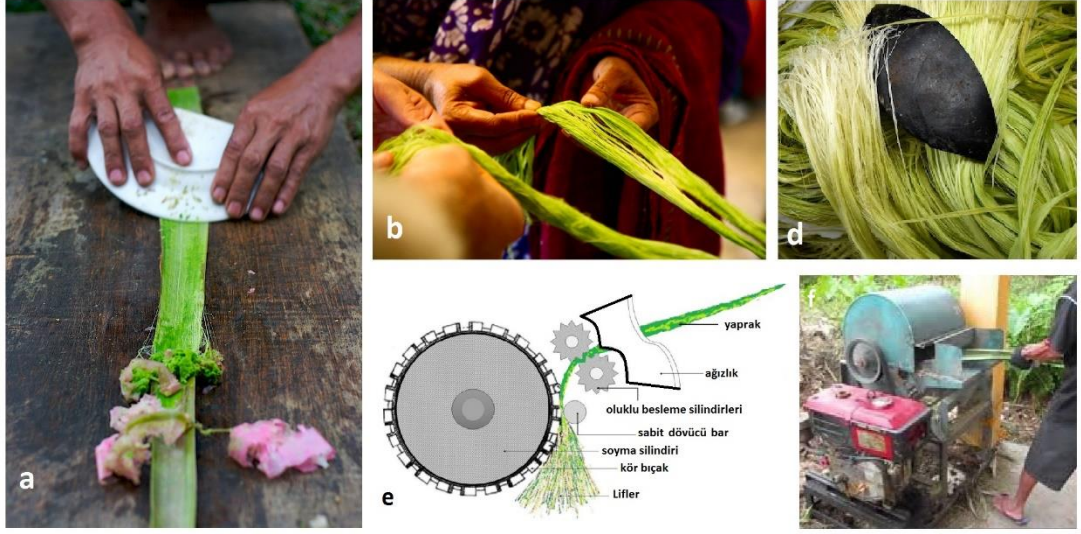 a
b
d
e
yaprak
ağızlık
oluklu besleme silindirleri
sabit dövücü bar
soyma silindiri
kör bıçak
Lifler
f